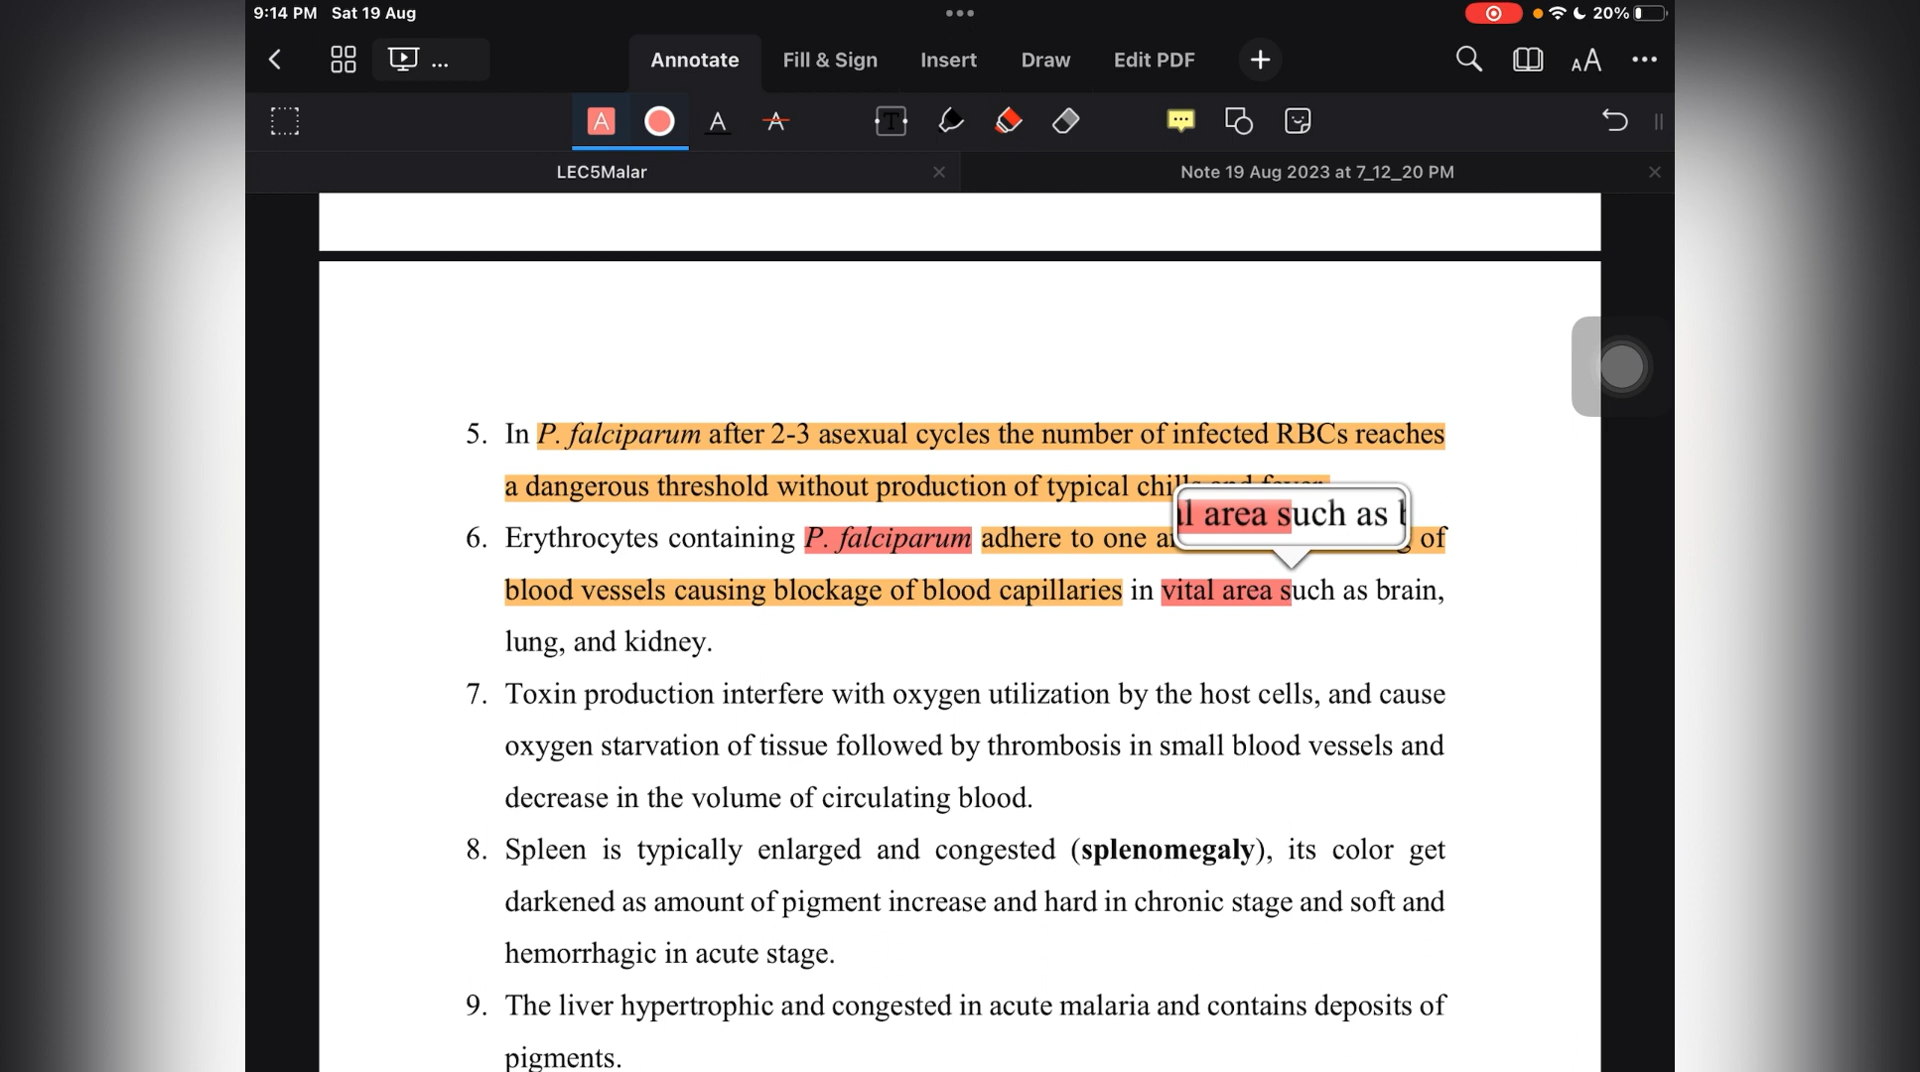 9:14 PM Sat 19 Aug
20%
...
Annotate Fill & Sign Insert Draw Edit PDF
AA
A A A T
LEC5Malar
Note 19 Aug 2023 at 7_12_20 PM
5. In P. falciparum after 2-3 asexual cycles the number of infected RBCs reaches
a dangerous threshold without production of typical chills and fever.
al area such as
6. Erythrocytes containing P. falciparum adhere to one of
blood vessels causing blockage of blood capillaries in vital area such as brain,
lung, and kidney.
7. Toxin production interfere with oxygen utilization by the host cells, and cause
oxygen starvation of tissue followed by thrombosis in small blood vessels and
decrease in the volume of circulating blood.
8. Spleen is typically enlarged and congested (splenomegaly), its color get
darkened as amount of pigment increase and hard in chronic stage and soft and
hemorrhagic in acute stage.
9. The liver hypertrophic and congested in acute malaria and contains deposits of
pigments.